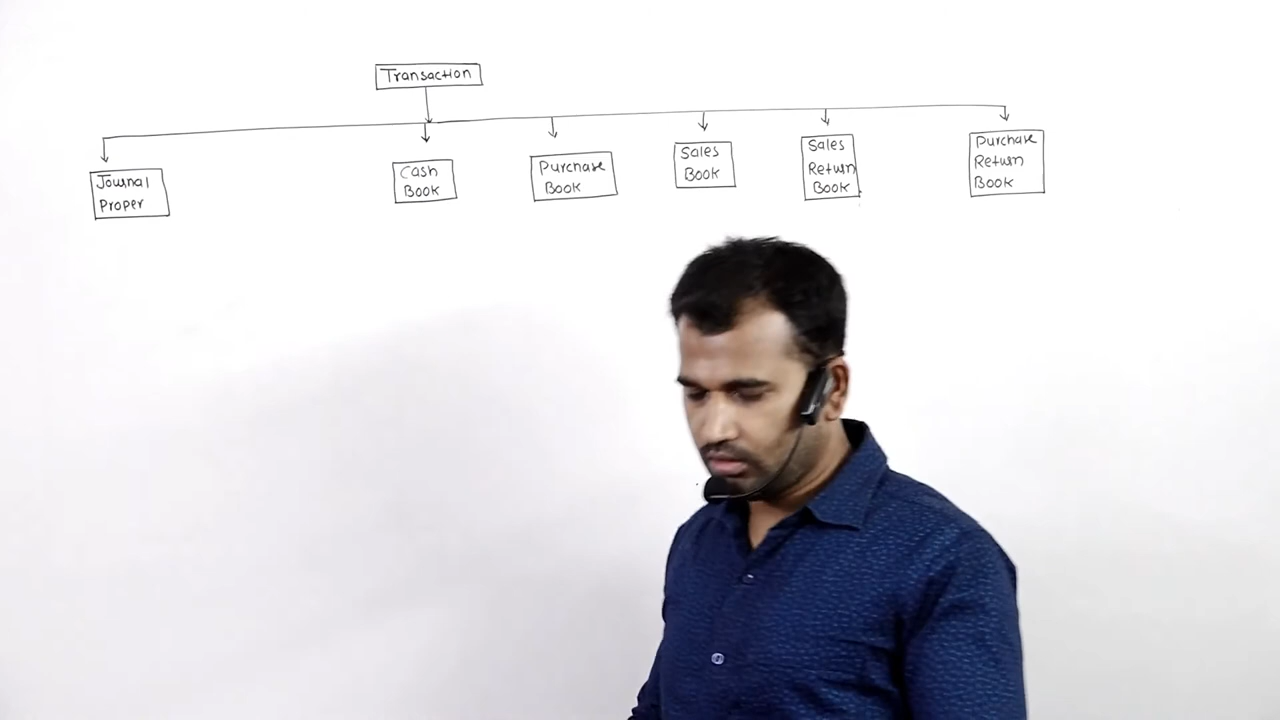 Transaction
Journal
Proper
Cash
Book
Purchase
Book
Sales
Book
Sales
Return
Book
Purchase
Return
Book